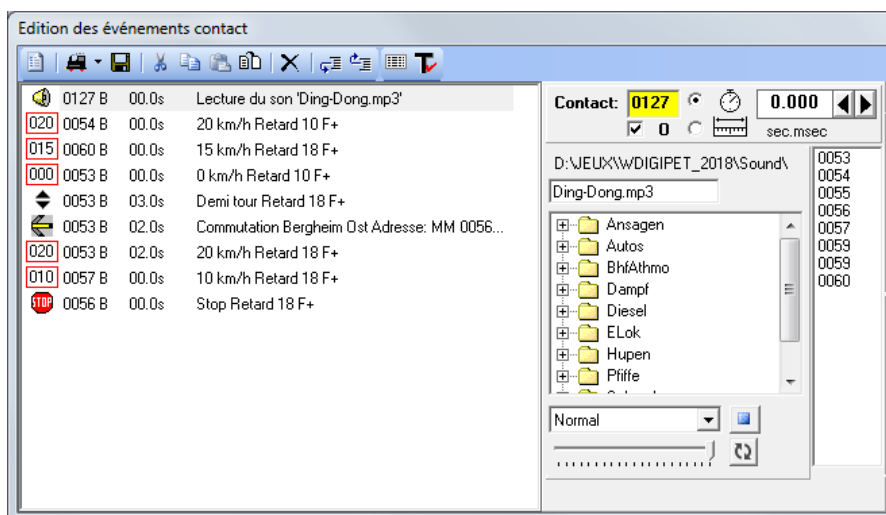 Edition des événements contact
0127 B 00.0s Lecture du son 'Ding-Dong.mp3'
020 0054 B 00.0s 20 km/h Retard 10 F+
015 0060 B 00.0s 15 km/h Retard 18 F+
000 0053 B 00.0s 0 km/h Retard 10 F+
0053 B 03.0s Demi tour Retard 18 F+
0053 B 02.0s Commutation Bergheim Ost Adresse: MM 0056...
020 0053 B 02.0s 20 km/h Retard 18 F+
010 0057 B 00.0s 10 km/h Retard 18 F+
STOP 0056 B 00.0s Stop Retard 18 F+
Contact: 0127 0.000
0 sec.msec
D:\JEUX\WDIGIPET_2018\Sound\
Ding-Dong.mp3
Ansagen
Autos
BhfAthmo
Dampf
Diesel
ELok
Hupen
Pfiffe
Normal
0053
0054
0055
0056
0057
0059
0059
0060